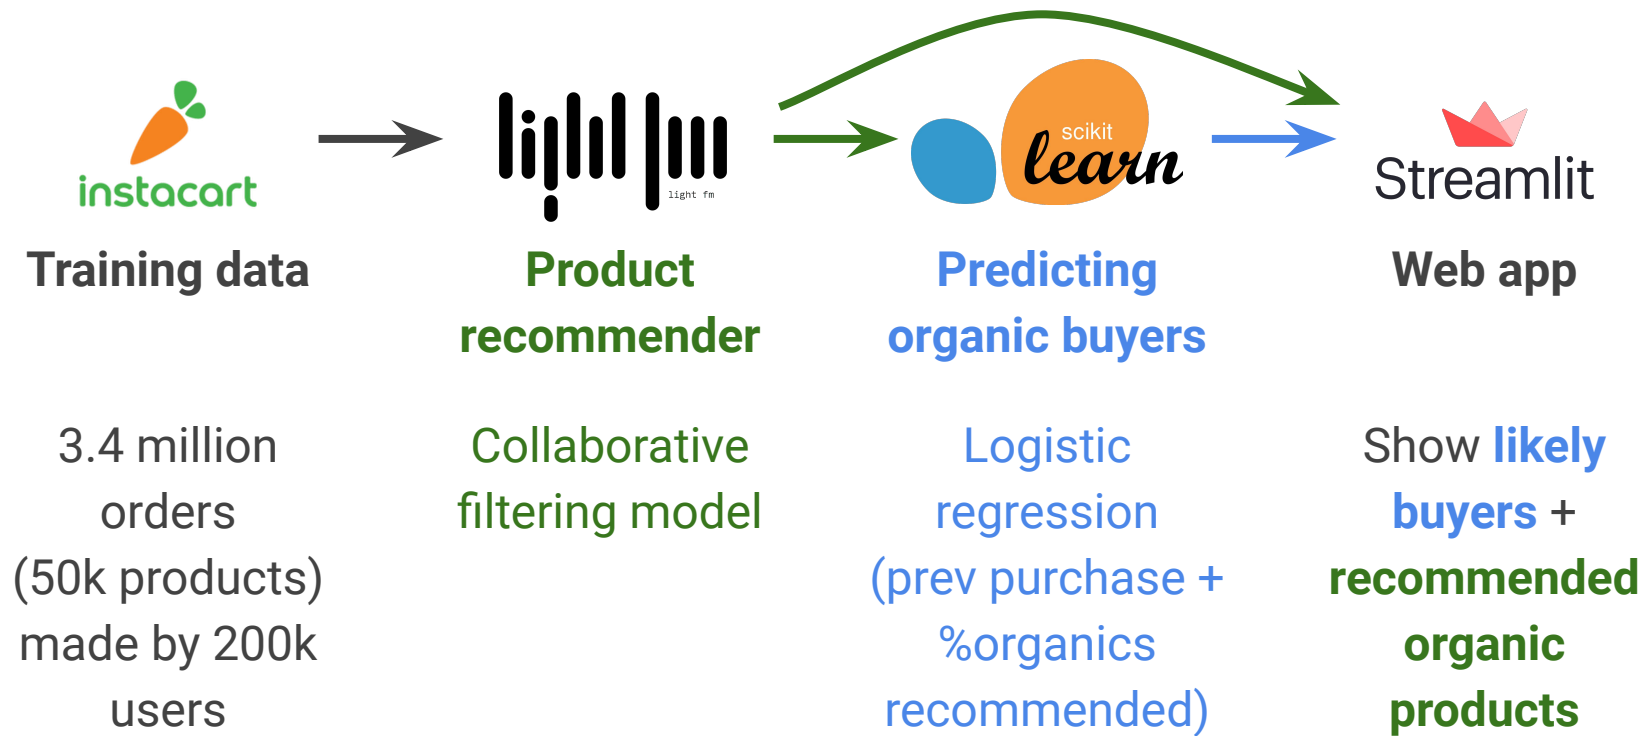 instacart
light fm
light fm
scikit
learn
Streamlit
Training data
Product
recommender
Predicting
organic buyers
Web app
3.4 million
orders
(50k products)
made by 200k
users
Collaborative
filtering model
Logistic
regression
(prev purchase +
%organics
recommended)
Show likely
buyers +
recommended
organic
products